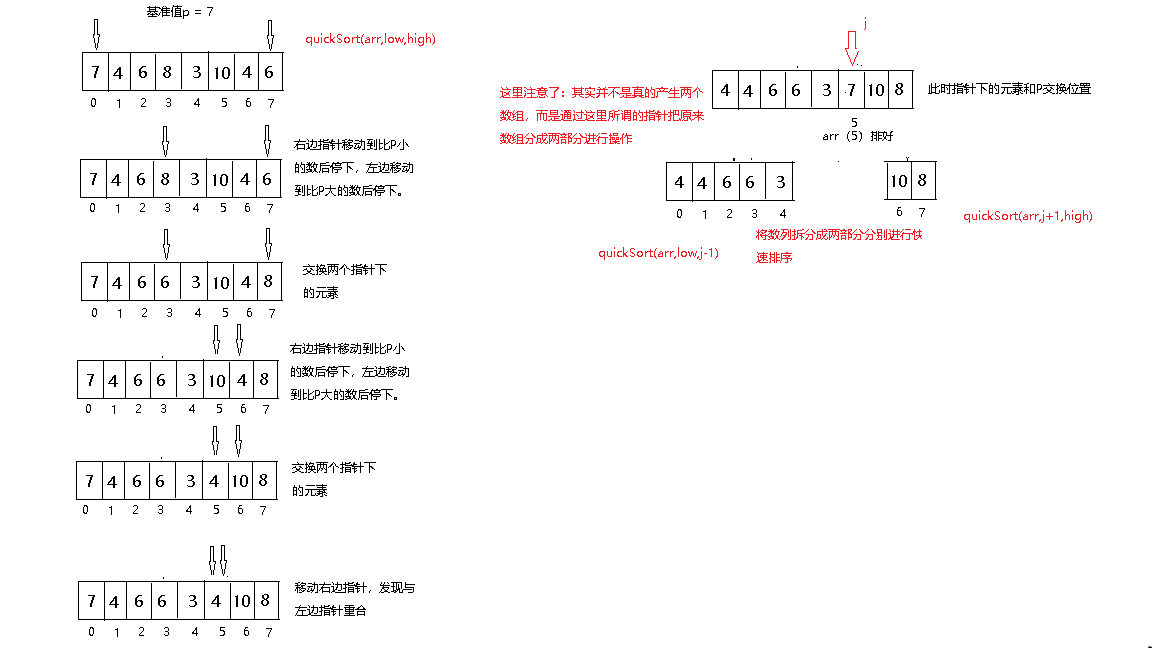 基准值p = 7
quickSort(arr,low,high)
7 4 6 8 3 10 4 6
0 1 2 3 4 5 6 7
右边指针移动到比P小
的数后停下，左边移动
到比P大的数后停下。
7 4 6 8 3 10 4 6
0 1 2 3 4 5 6 7
交换两个指针下
的元素
7 4 6 6 3 10 4 8
0 1 2 3 4 5 6 7
右边指针移动到比P小
的数后停下，左边移动
到比P大的数后停下。
7 4 6 6 3 10 4 8
0 1 2 3 4 5 6 7
交换两个指针下
的元素
7 4 6 6 3 4 10 8
0 1 2 3 4 5 6 7
移动右边指针，发现与
左边指针重合
7 4 6 6 3 4 10 8
0 1 2 3 4 5 6 7
j
这里注意了：其实并不是真的产生两个
数组，而是通过这里所谓的指针把原来
数组分成两部分进行操作
4 4 6 6 3 7 10 8
此时指针下的元素和P交换位置
5
arr（5）排好
4 4 6 6 3
0 1 2 3 4
10 8
6 7
quickSort(arr,j+1,high)
将数列拆分成两部分分别进行快
速排序
quickSort(arr,low,j-1)